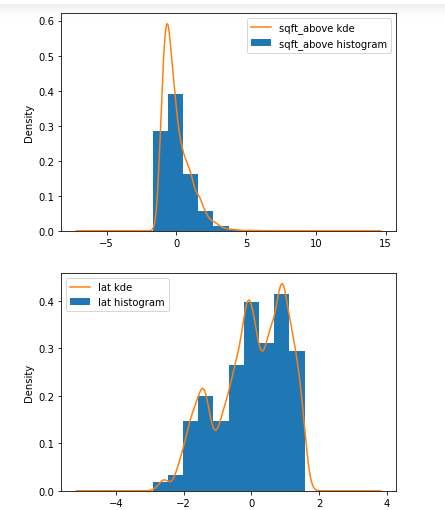 0.6
0.5
0.4
0.3
0.2
0.1
0.0
Density
sqft_above kde
sqft_above histogram
−5 0 5 10 15
0.4
0.3
0.2
0.1
0.0
Density
lat kde
lat histogram
−4 −2 0 2 4